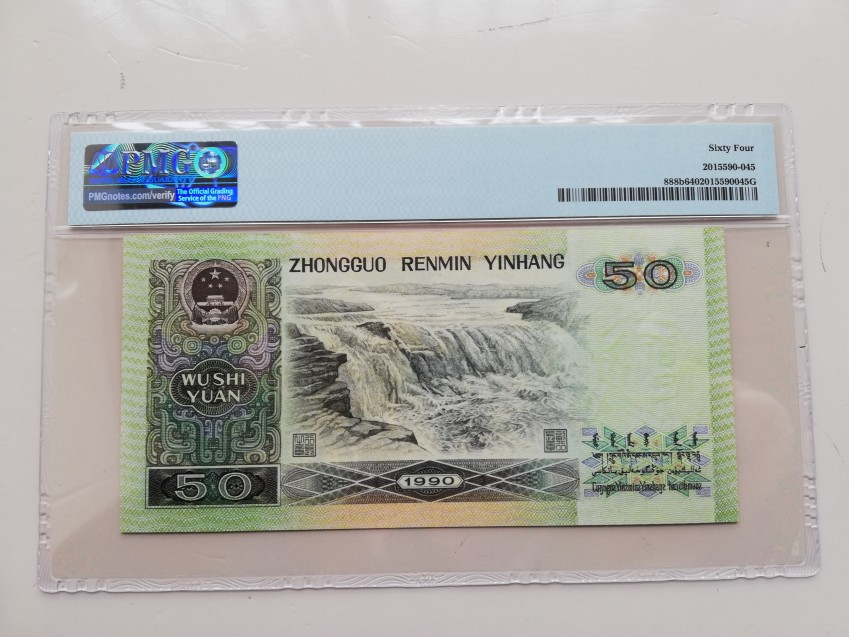 PMG
PMGnotes.com/verify
The Official Grading
Service of the PNG
Sixty Four
2015590-045
888b6402015590045G
ZHONGGUO RENMIN YINHANG
50
WU SHI
YUAN
50
1990